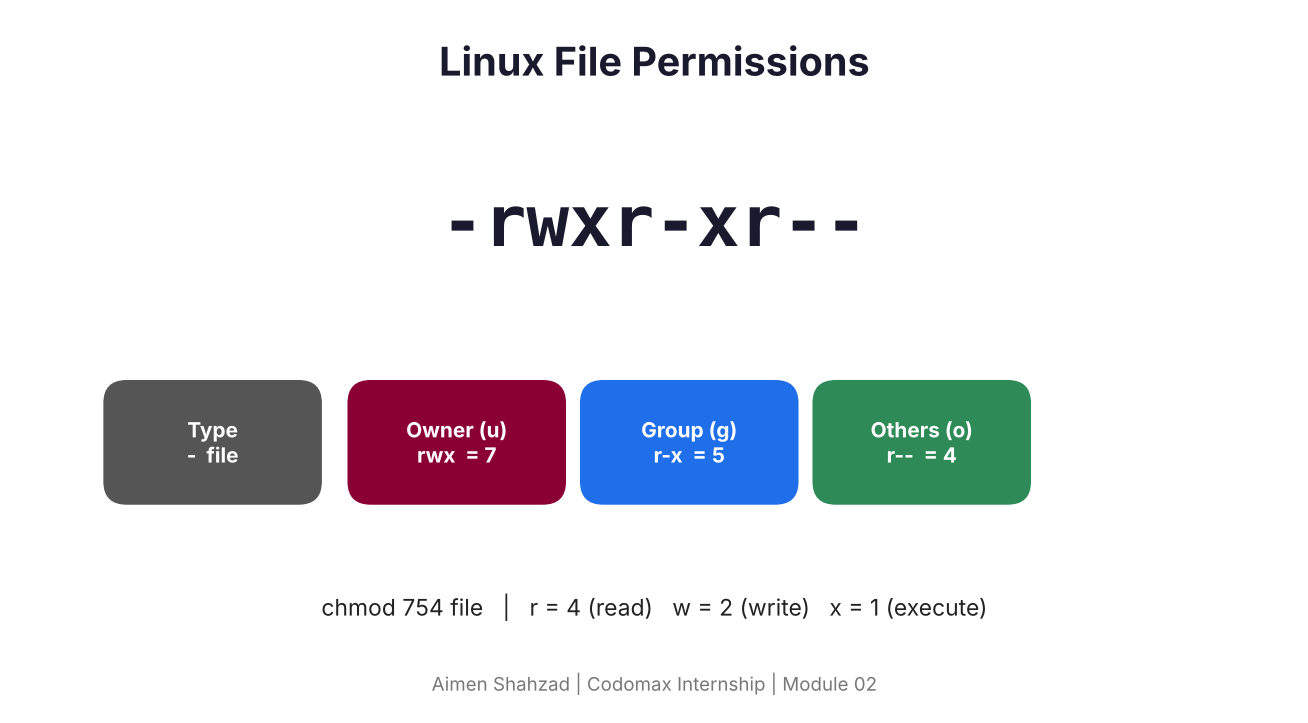 Linux File Permissions
-rwxr-xr--
Type
- file
Owner (u)
rwx = 7
Group (g)
r-x = 5
Others (o)
r-- = 4
chmod 754 file | r = 4 (read) w = 2 (write) x = 1 (execute)
Aimen Shahzad | Codomax Internship | Module 02